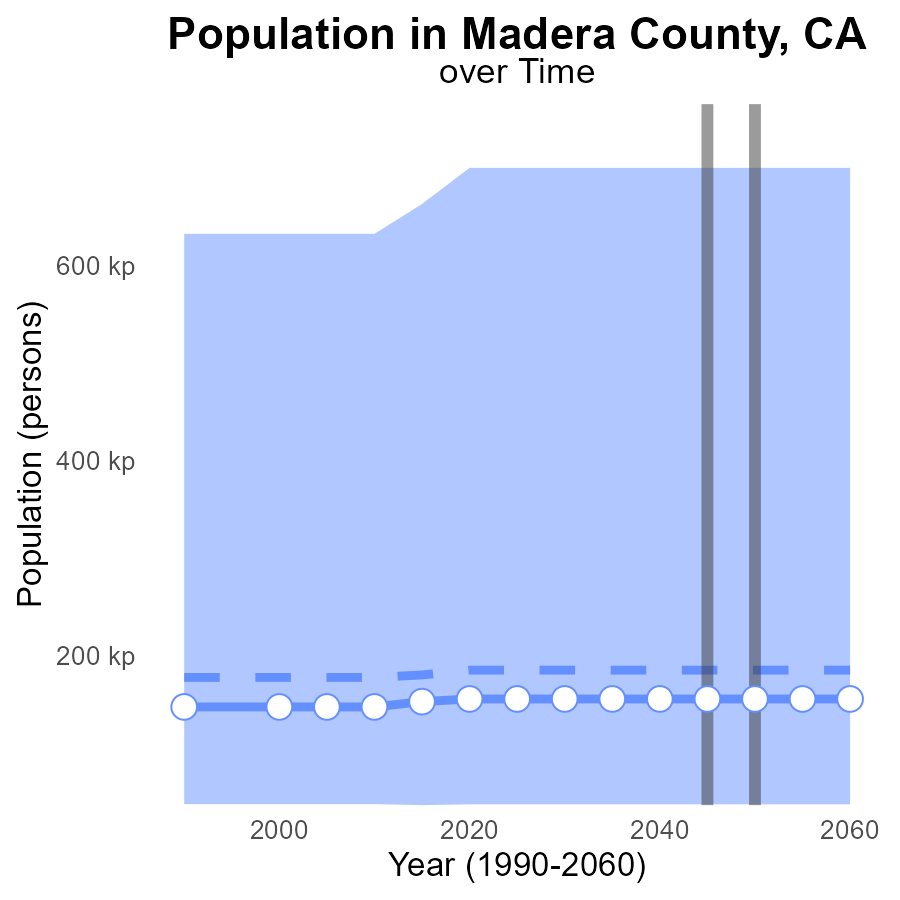 Population in Madera County, CA
over Time
600 kp
400 kp
200 kp
Population (persons)
2000
2020
2040
2060
Year (1990-2060)